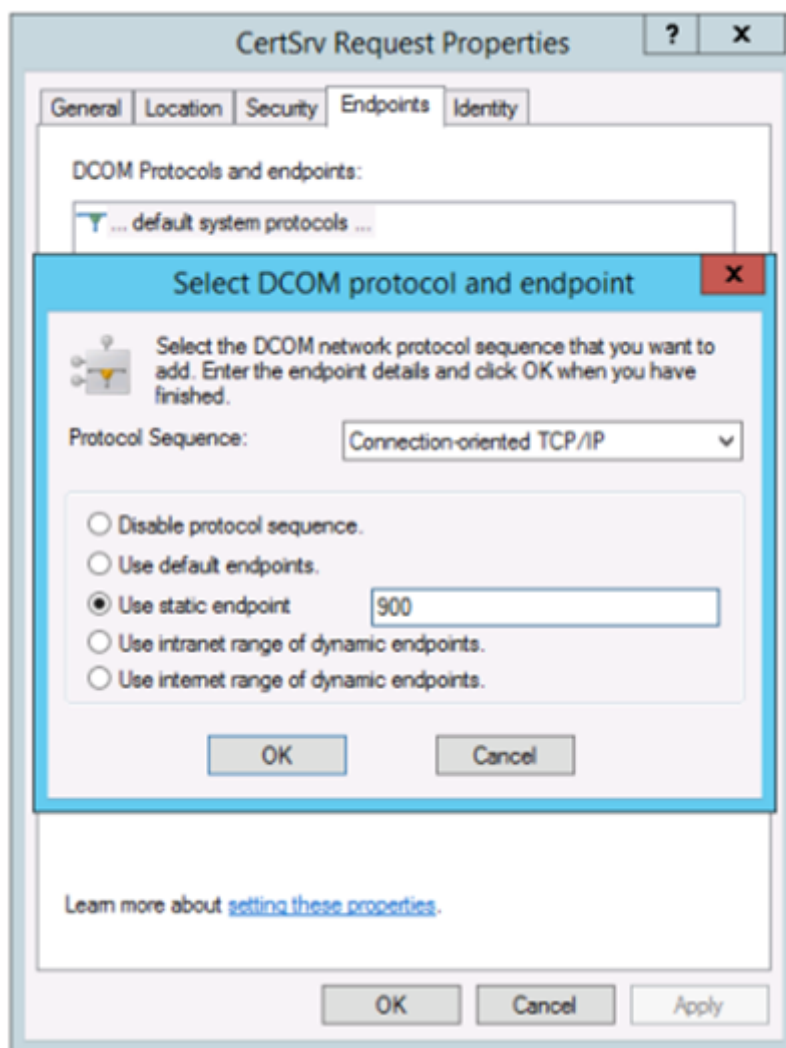 CertSrv Request Properties
?
x
General
Location
Security
Endpoints
Identity
DCOM Protocols and endpoints:
... default system protocols ...
Select DCOM protocol and endpoint
x
Select the DCOM network protocol sequence that you want to
add. Enter the endpoint details and click OK when you have
finished.
Protocol Sequence:
Connection-oriented TCP/IP
Disable protocol sequence.
Use default endpoints.
Use static endpoint
900
Use intranet range of dynamic endpoints.
Use internet range of dynamic endpoints.
OK
Cancel
Learn more about setting these properties.
OK
Cancel
Apply